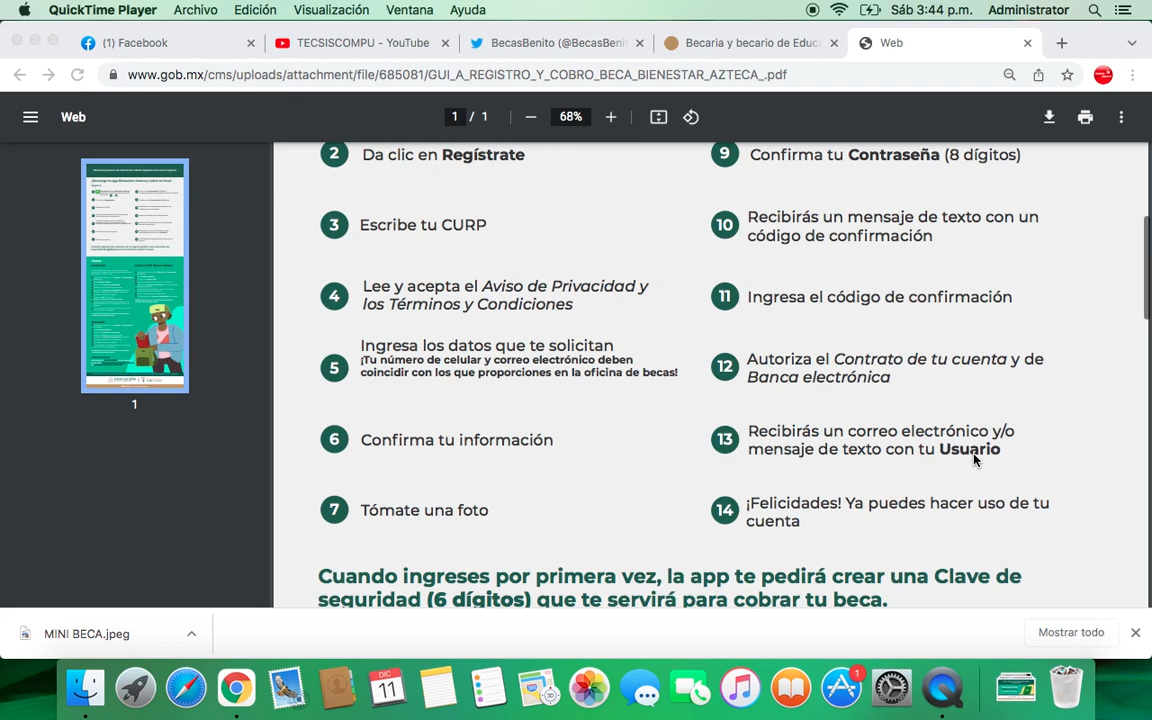 QuickTime Player Archivo Edición Visualización Ventana Ayuda Sáb 3:44 p.m. Administrator
(1) Facebook
TECSISCOMPU - YouTube
BecasBenito (@BecasBenit
Becaria y becario de Educa
Web
www.gob.mx/cms/uploads/attachment/file/685081/GUI_A_REGISTRO_Y_COBRO_BECA_BIENESTAR_AZTECA_.pdf
Web
1 / 1
68%
2 Da clic en Regístrate
3 Escribe tu CURP
4 Lee y acepta el Aviso de Privacidad y
los Términos y Condiciones
5 Ingresa los datos que te solicitan
¡Tu número de celular y correo electrónico deben
coincidir con los que proporciones en la oficina de becas!
6 Confirma tu información
7 Tómate una foto
9 Confirma tu Contraseña (8 dígitos)
10 Recibirás un mensaje de texto con un
código de confirmación
11 Ingresa el código de confirmación
12 Autoriza el Contrato de tu cuenta y de
Banca electrónica
13 Recibirás un correo electrónico y/o
mensaje de texto con tu Usuario
14 ¡Felicidades! Ya puedes hacer uso de tu
cuenta
Cuando ingreses por primera vez, la app te pedirá crear una Clave de
seguridad (6 dígitos) que te servirá para cobrar tu beca.
1
MINI BECA.jpeg
Mostrar todo
DIC
11
1